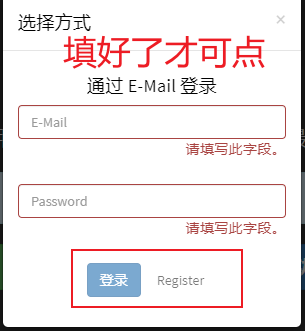 选择方式
×
填好了才可点
通过 E-Mail 登录
E-Mail
请填写此字段。
Password
请填写此字段。
登录 Register